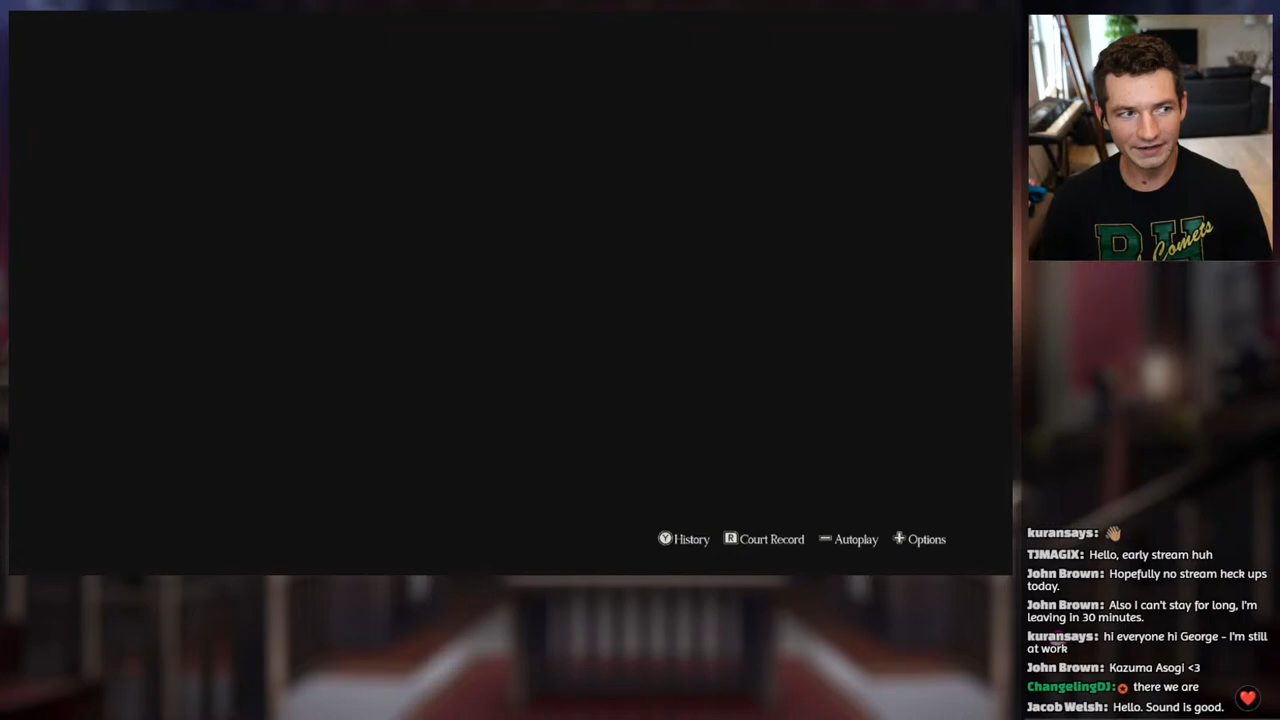 Y History R Court Record Autoplay Options
Comets
kuransays: 👋🏼
TJMAGIX: Hello, early stream huh
John Brown: Hopefully no stream heck ups
today.
John Brown: Also I can't stay for long, I'm
leaving in 30 minutes.
kuransays: hi everyone hi George - I'm still
at work
John Brown: Kazuma Asogi <3
ChangelingDJ: there we are
Jacob Welsh: Hello. Sound is good.